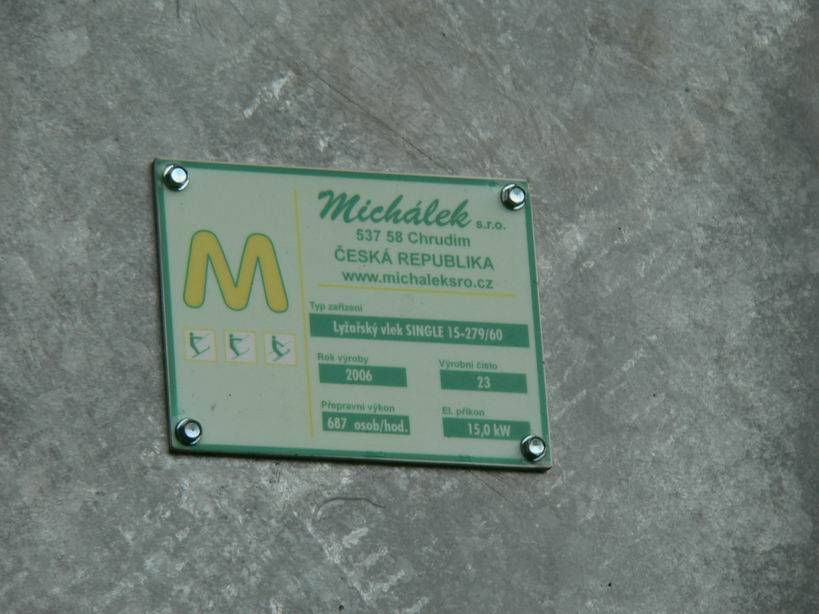 M
Michálek s.r.o.
537 58 Chrudim
ČESKÁ REPUBLIKA
www.michaleksro.cz
Typ zařízení
Lyžařský vlek SINGLE 15-279/60
Rok výroby
2006
Výrobní číslo
23
Přepravní výkon
687 osob/hod.
El. příkon
15,0 kW